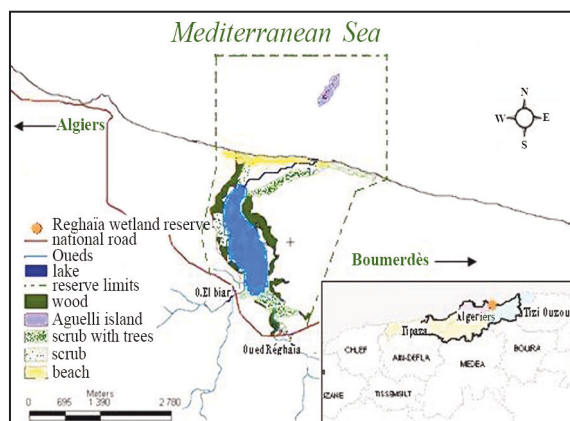 Mediterranean Sea
N
W E
S
Algiers
Reghaïa wetland reserve
national road
Oueds
lake
reserve limits
wood
Aguelli island
scrub with trees
scrub
beach
O.El biar
Oued Réghaïa
Boumerdès
Meters
0 695 1 390 2 780
Algeriers
Tipaza
Tizi Ouzou
CHLEF
AIN-DEFLA
MEDEA
BOUIRA
TISSEMSILT